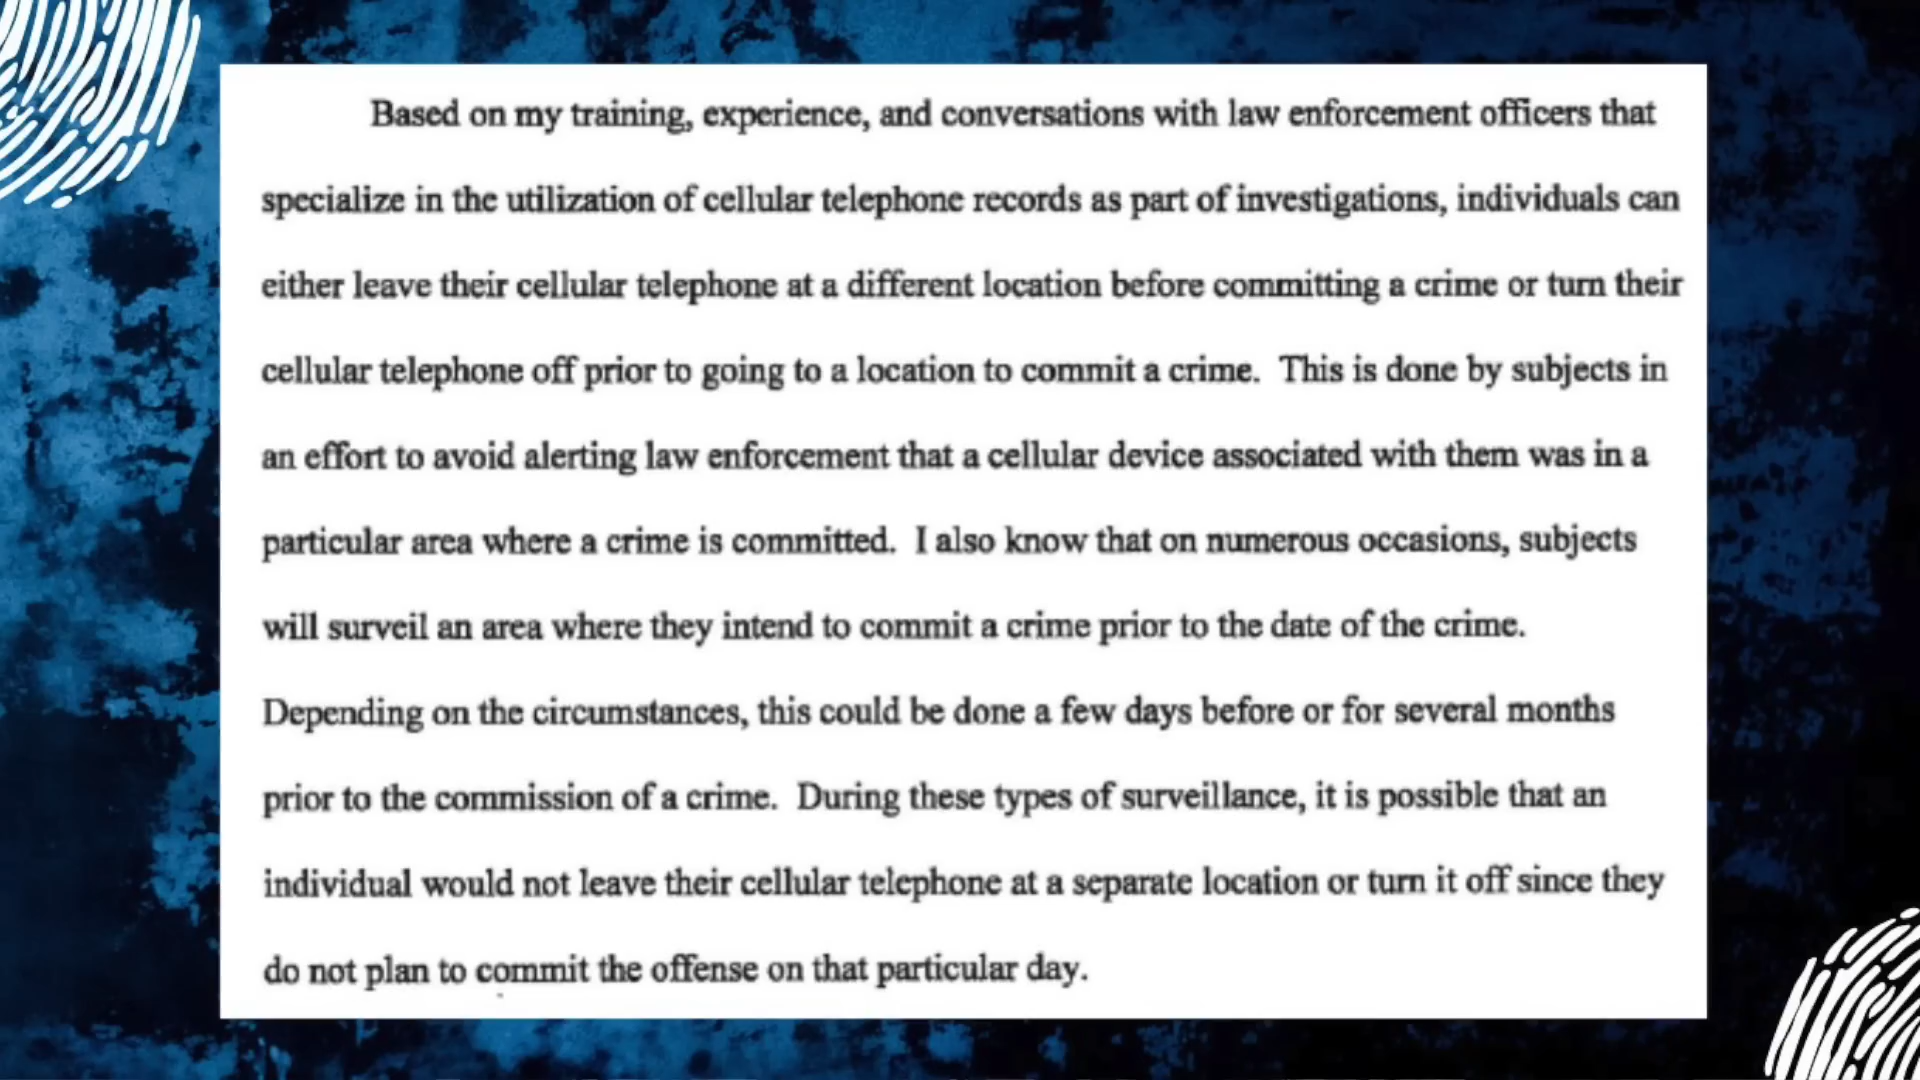 Based on my training, experience, and conversations with law enforcement officers that
specialize in the utilization of cellular telephone records as part of investigations, individuals can
either leave their cellular telephone at a different location before committing a crime or turn their
cellular telephone off prior to going to a location to commit a crime.  This is done by subjects in
an effort to avoid alerting law enforcement that a cellular device associated with them was in a
particular area where a crime is committed.  I also know that on numerous occasions, subjects
will surveil an area where they intend to commit a crime prior to the date of the crime.
Depending on the circumstances, this could be done a few days before or for several months
prior to the commission of a crime.  During these types of surveillance, it is possible that an
individual would not leave their cellular telephone at a separate location or turn it off since they
do not plan to commit the offense on that particular day.